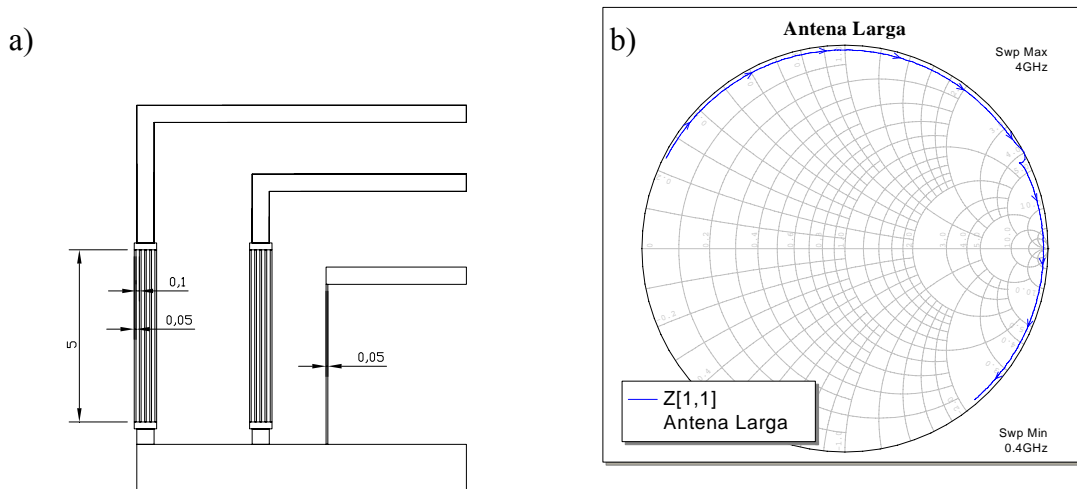 a)
0,1
0,05
5
0,05
b)
Antena Larga
Swp Max
4GHz
Z[1,1]
Antena Larga
Swp Min
0.4GHz